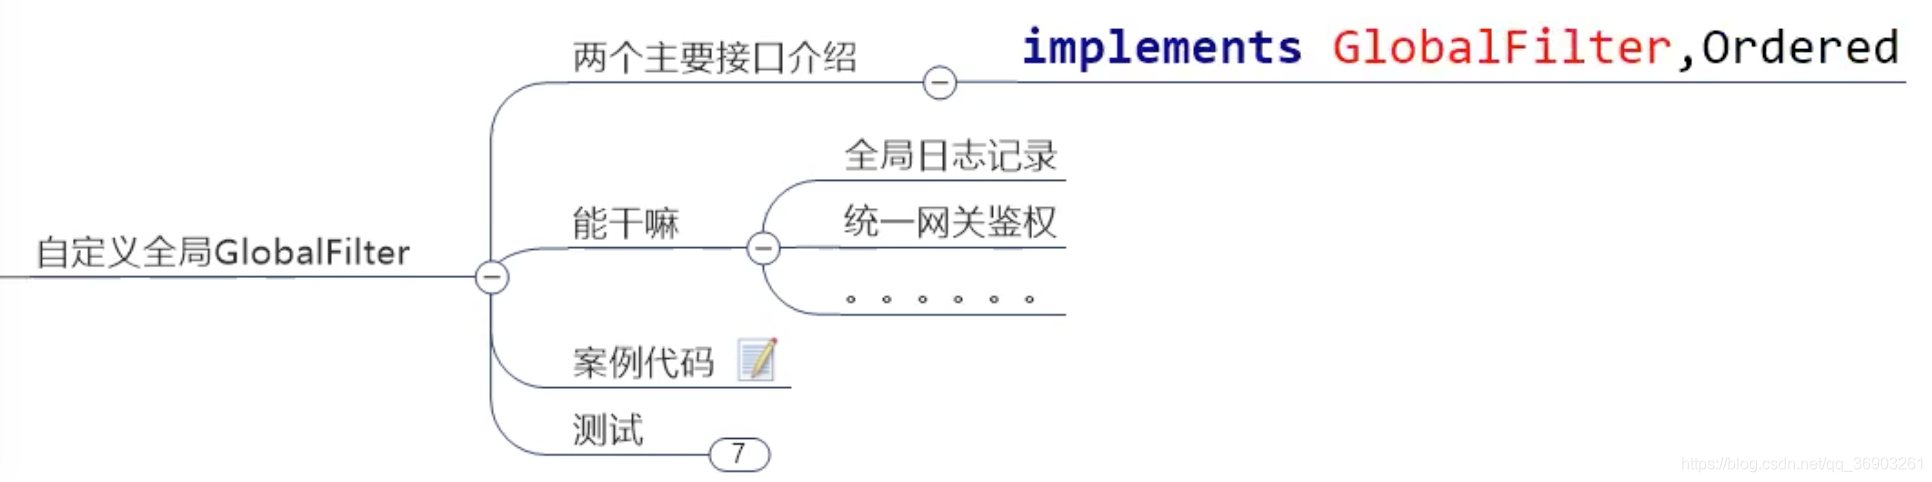 两个主要接口介绍
implements GlobalFilter,Ordered
全局日志记录
能干嘛
统一网关鉴权
自定义全局GlobalFilter
。。。。。。
案例代码
测试
7
https://blog.csdn.net/qq_36903261